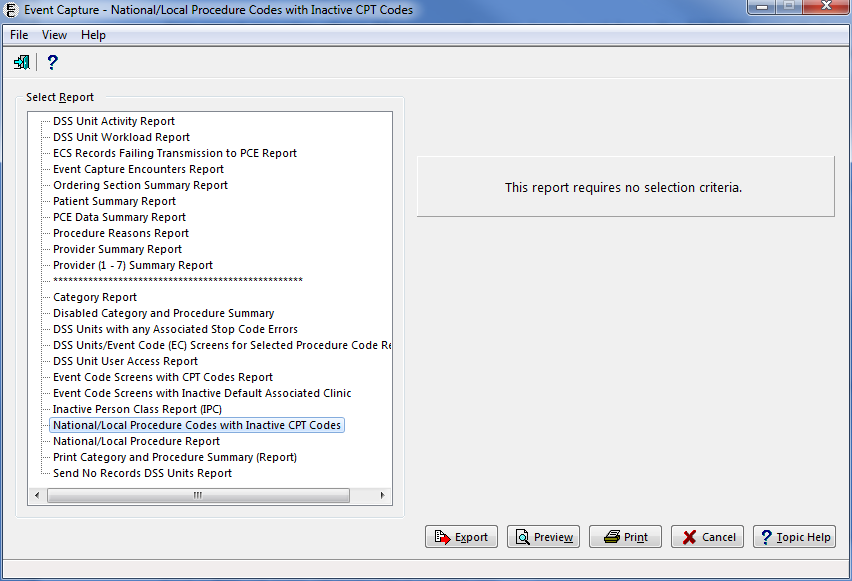 EC Event Capture - National/Local Procedure Codes with Inactive CPT Codes
File View Help
?
Select Report
DSS Unit Activity Report
DSS Unit Workload Report
ECS Records Failing Transmission to PCE Report
Event Capture Encounters Report
Ordering Section Summary Report
Patient Summary Report
PCE Data Summary Report
Procedure Reasons Report
Provider Summary Report
Provider (1 - 7) Summary Report
**************************************************
Category Report
Disabled Category and Procedure Summary
DSS Units with any Associated Stop Code Errors
DSS Units/Event Code (EC) Screens for Selected Procedure Code Re
DSS Unit User Access Report
Event Code Screens with CPT Codes Report
Event Code Screens with Inactive Default Associated Clinic
Inactive Person Class Report (IPC)
National/Local Procedure Codes with Inactive CPT Codes
National/Local Procedure Report
Print Category and Procedure Summary (Report)
Send No Records DSS Units Report
This report requires no selection criteria.
Export Preview Print Cancel ? Topic Help